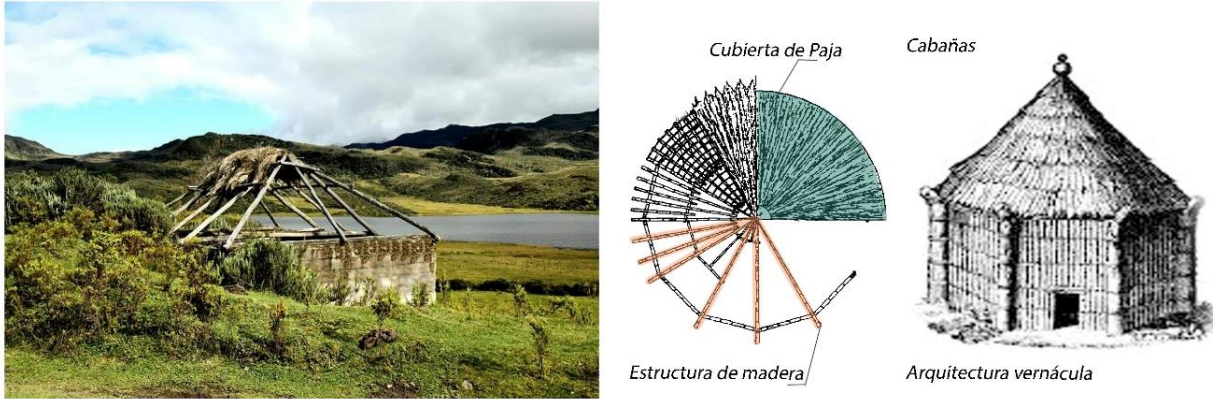 Cubierta de Paja
Cabañas
Estructura de madera
Arquitectura vernácula